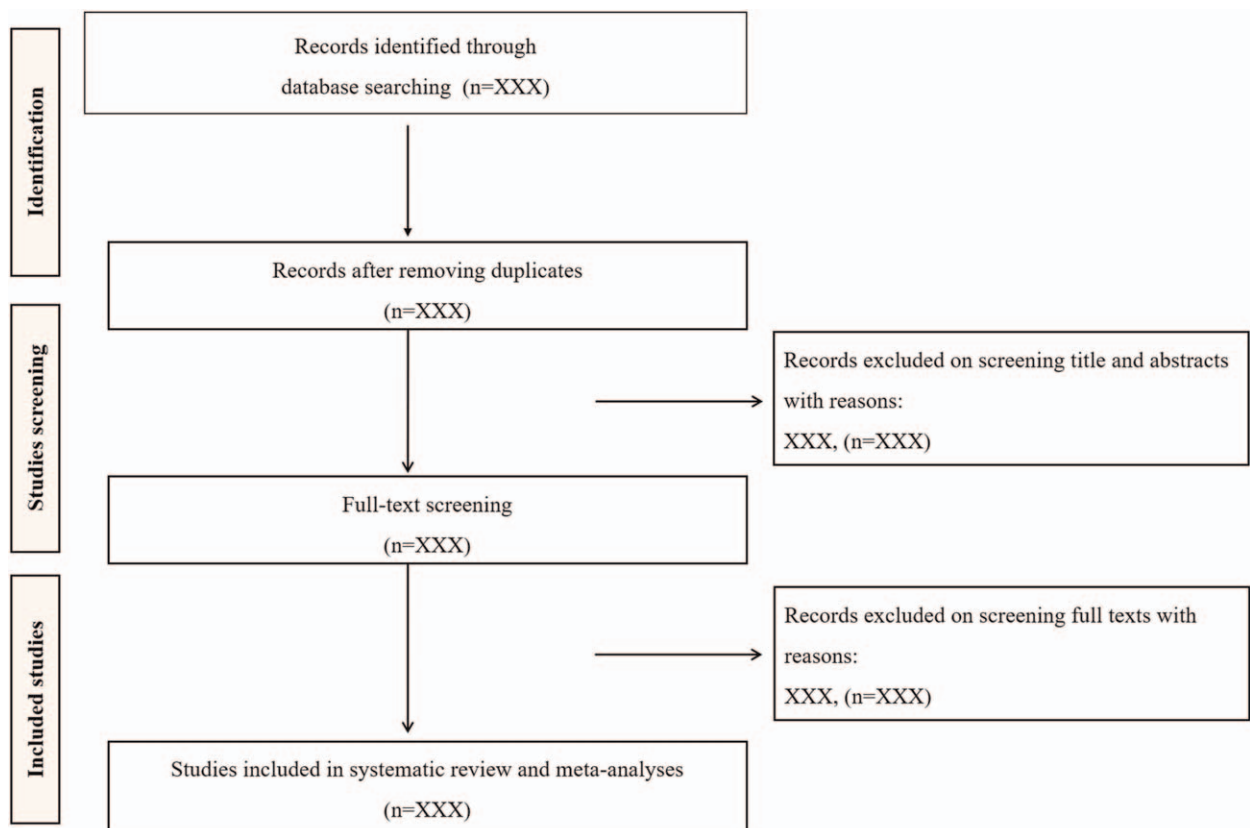 Identification
Records identified through
database searching (n=XXX)
Records after removing duplicates
(n=XXX)
Studies screening
Records excluded on screening title and abstracts
with reasons:
XXX, (n=XXX)
Full-text screening
(n=XXX)
Included studies
Records excluded on screening full texts with
reasons:
XXX, (n=XXX)
Studies included in systematic review and meta-analyses
(n=XXX)